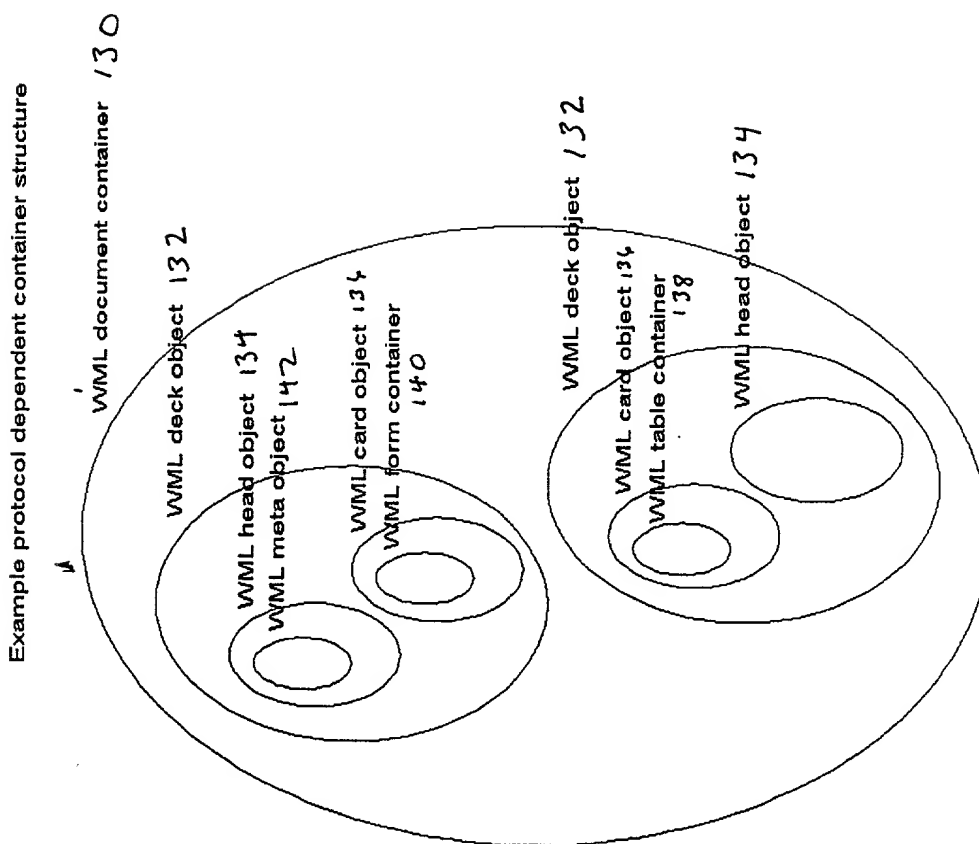 Example protocol dependent container structure
WML document container 130
WML deck object 132
WML head object 134
WML meta object 142
WML card object 136
WML form container
140
WML deck object 132
WML card object 136
WML table container
138
WML head object 134